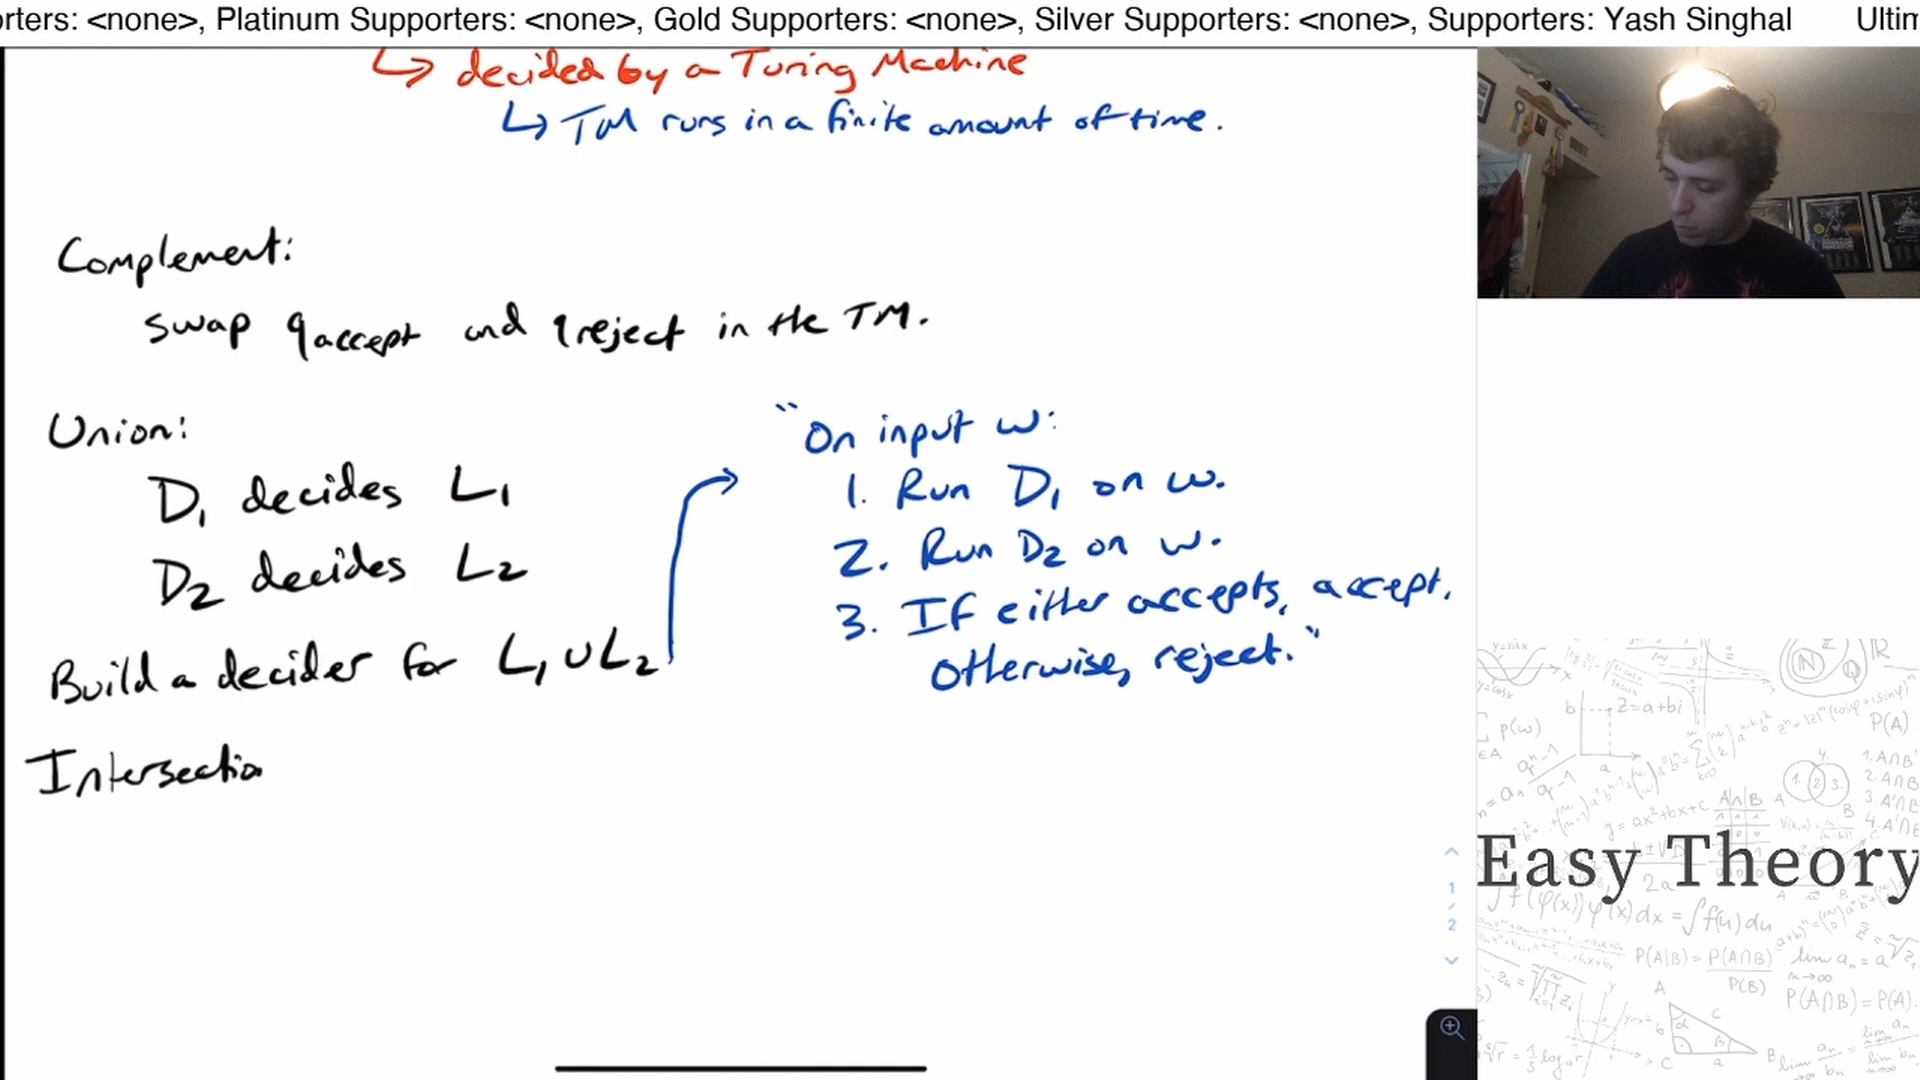 rters: <none>, Platinum Supporters: <none>, Gold Supporters: <none>, Silver Supporters: <none>, Supporters: Yash Singhal Ultim
↳ decided by a Turing Machine
↳ TM runs in a finite amount of time.
Complement:
swap qaccept and qreject in the TM.
Union:
D1 decides L1
D2 decides L2
Build a decider for L1 ∪ L2
"On input w:
1. Run D1 on w.
2. Run D2 on w.
3. If either accepts, accept.
otherwise, reject."
Intersectio
1
/
2
Easy Theory